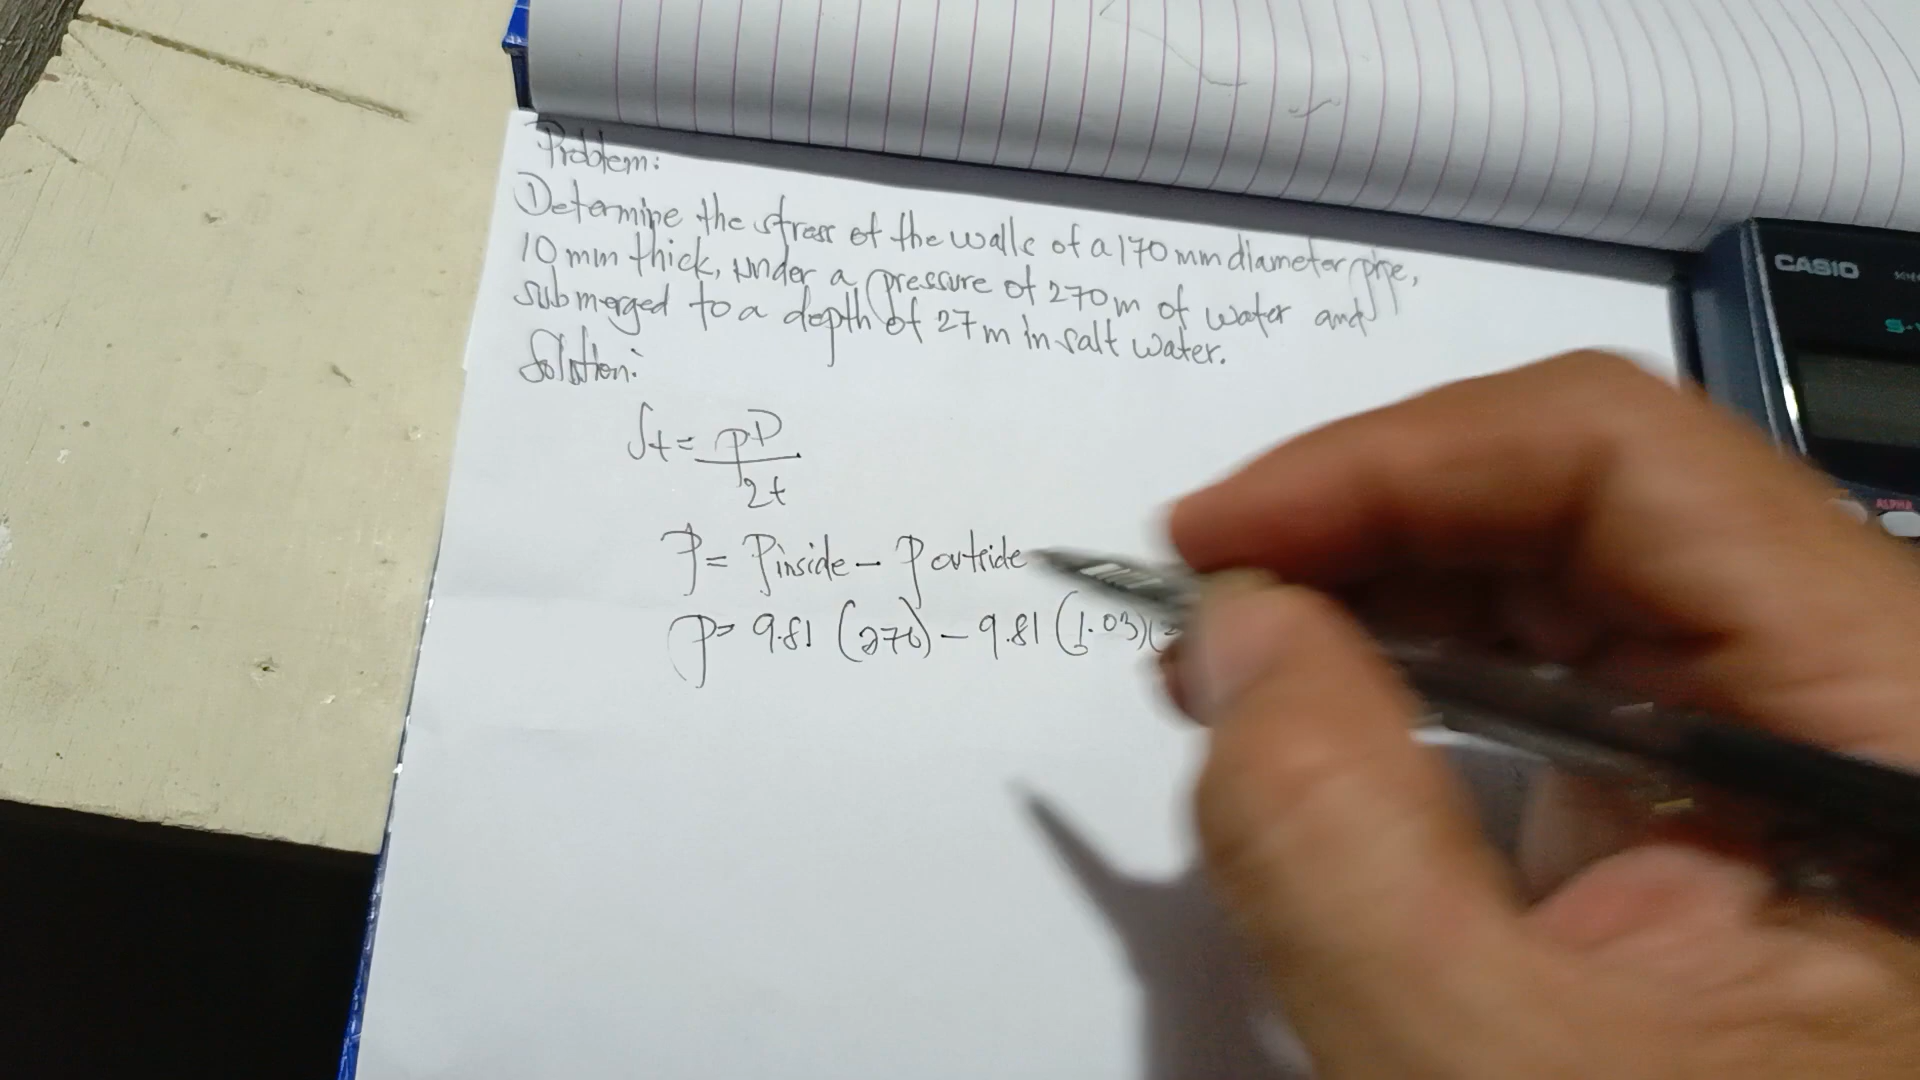 Problem:
Determine the stress of the walls of a 170 mm diameter pipe,
10 mm thick, under a pressure of 270 m of water and
submerged to a depth of 27 m in salt water.
Solution:
St = pD
2t
P = Pinside - Poutside
P = 9.81 (270) - 9.81 (1.03)(
CASIO
S-V
ALPHA